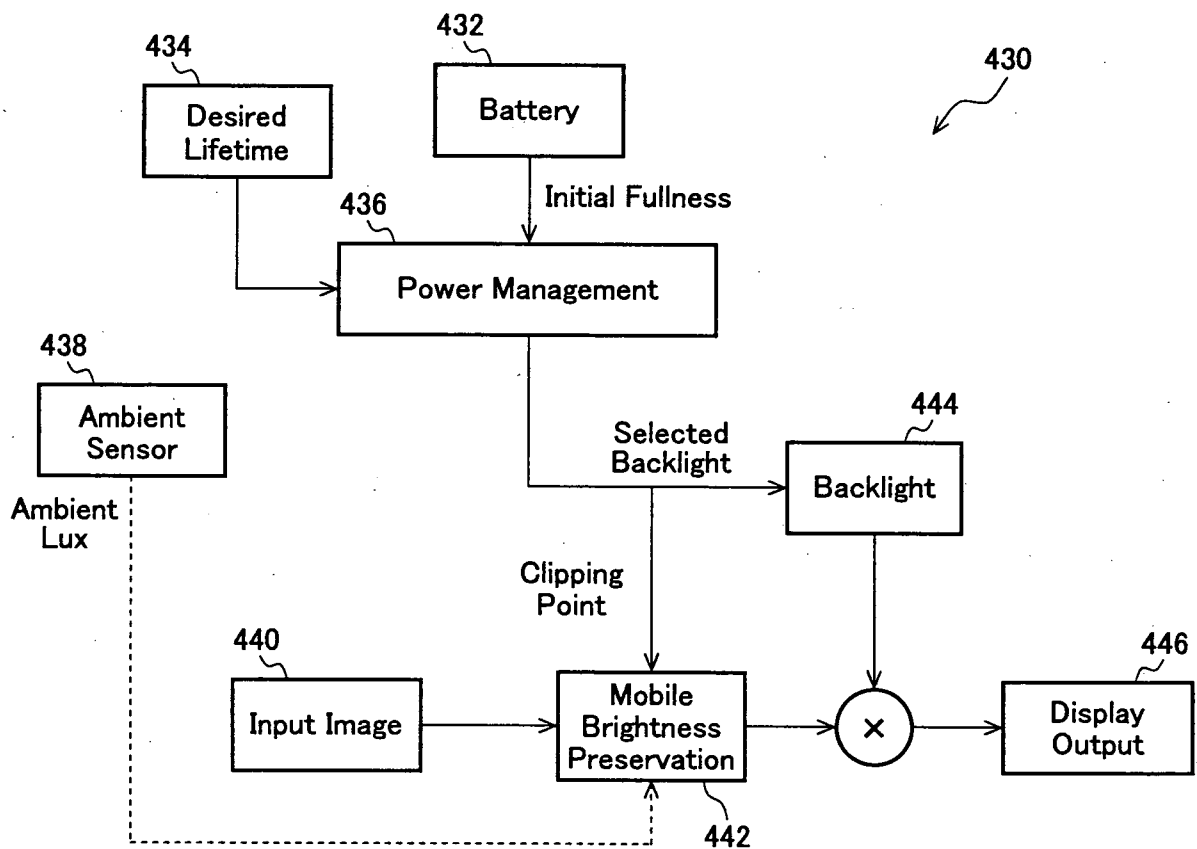 432
434
430
Desired
Lifetime
Battery
Initial Fullness
436
Power Management
438
Ambient
Sensor
444
Selected
Backlight
Backlight
Ambient
Lux
Clipping
Point
440
446
Input Image
Mobile
Brightness
Preservation
×
Display
Output
442